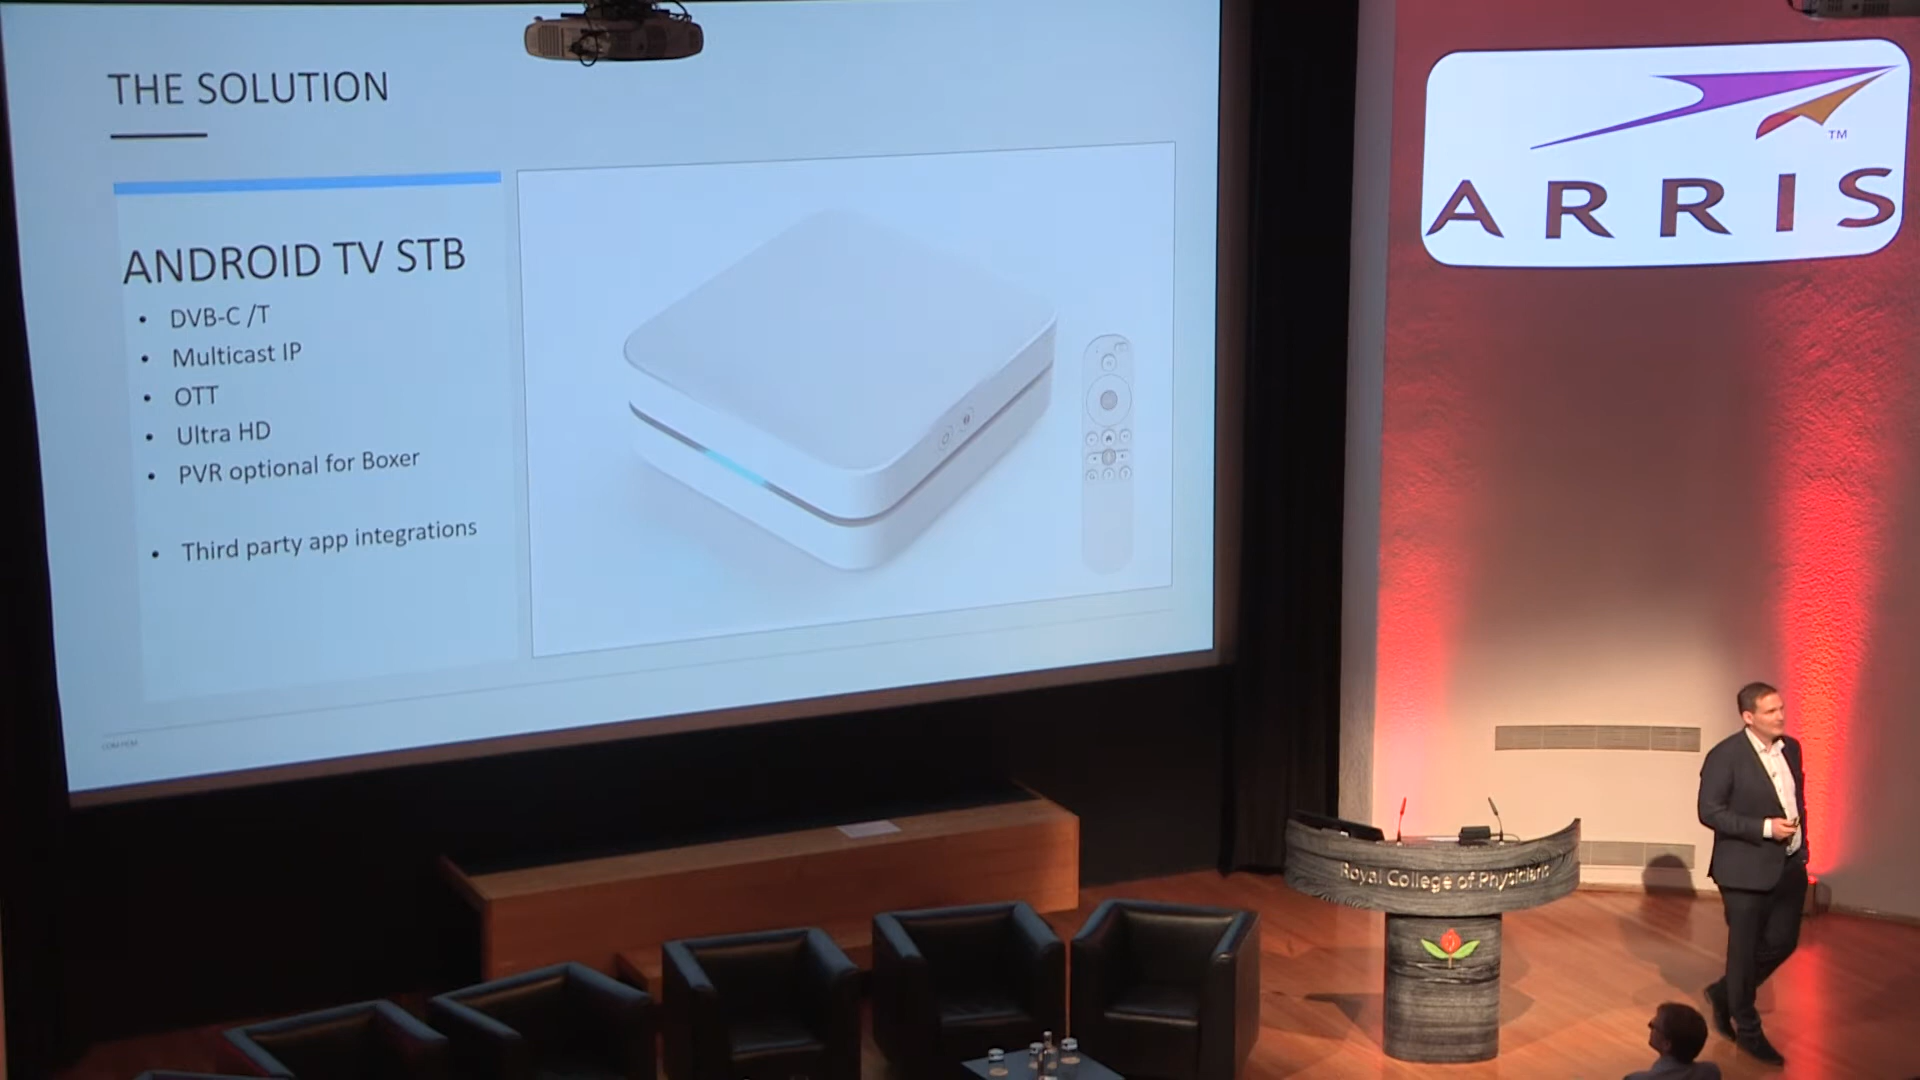 THE SOLUTION
ANDROID TV STB
• DVB-C /T
• Multicast IP
• OTT
• Ultra HD
• PVR optional for Boxer
• Third party app integrations
ARRIS
TM
Royal College of Physicians